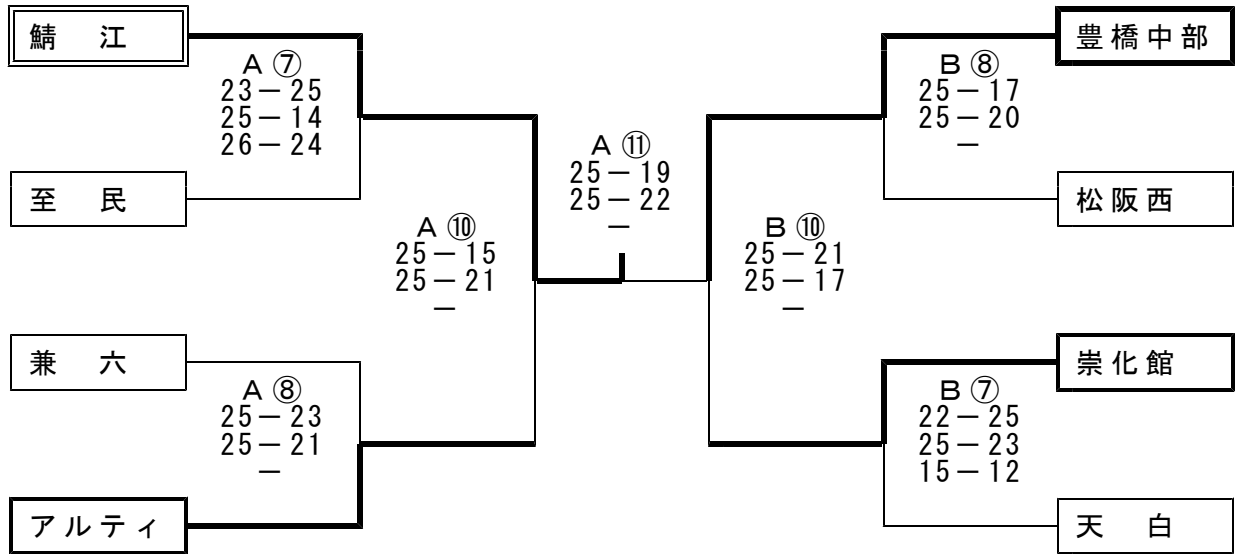 鯖　江
A ⑦
23－25
25－14
26－24
至　民
A ⑩
25－15
25－21
－
兼　六
A ⑧
25－23
25－21
－
アルティ
A ⑪
25－19
25－22
－
豊橋中部
B ⑧
25－17
25－20
－
松阪西
B ⑩
25－21
25－17
－
崇化館
B ⑦
22－25
25－23
15－12
天　白